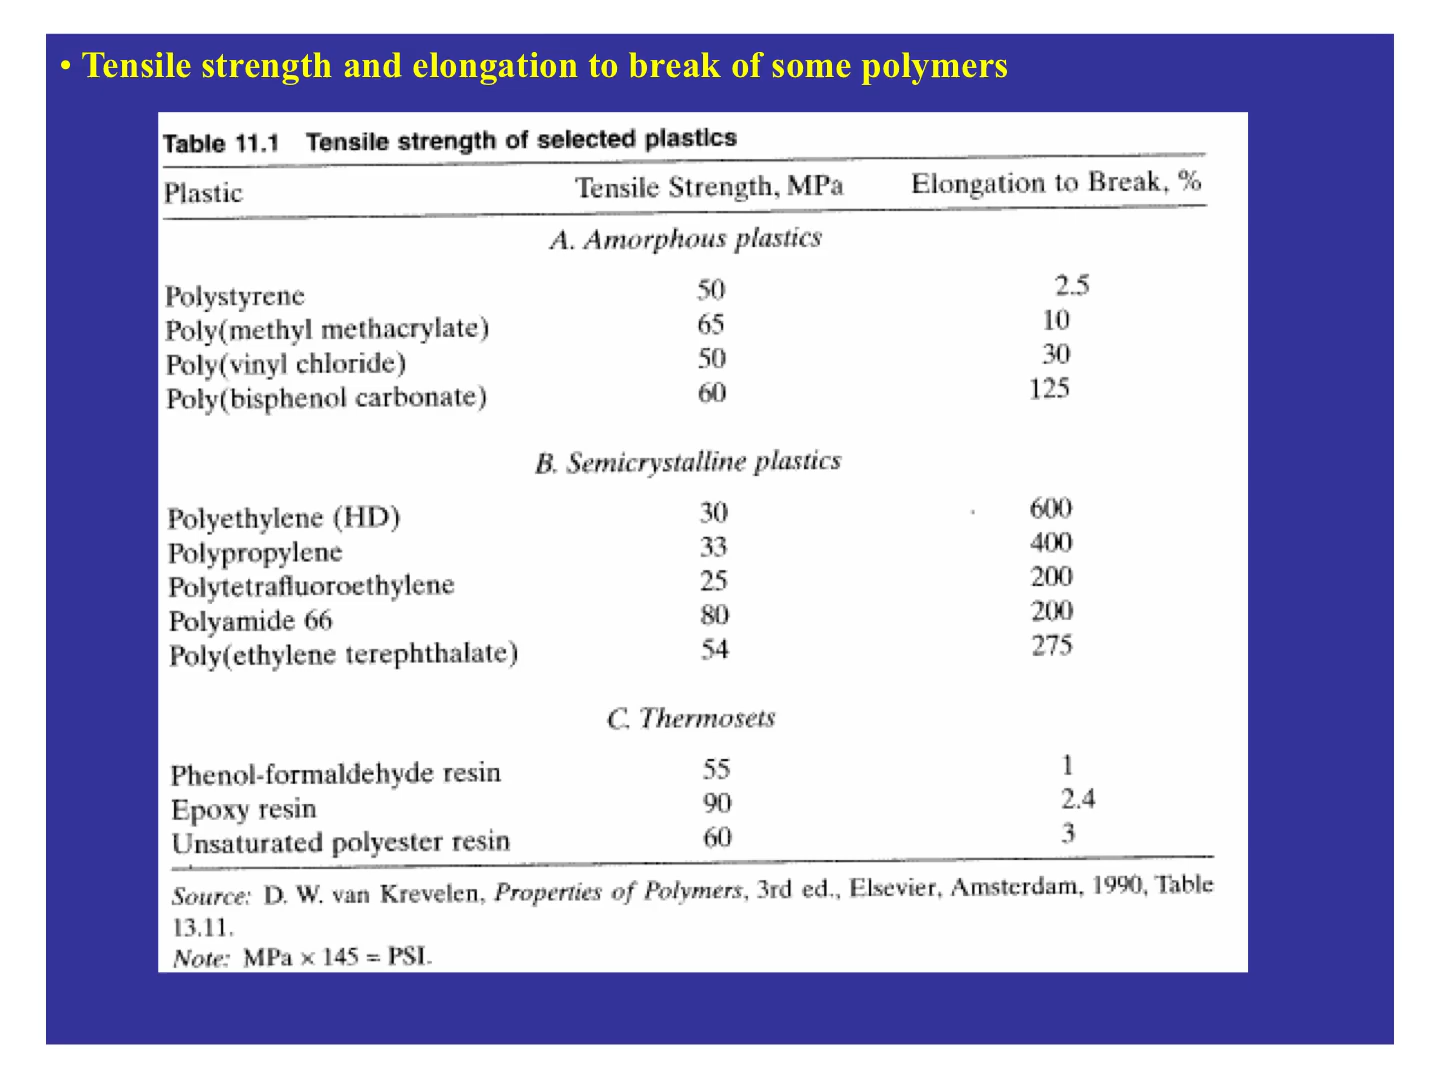 • Tensile strength and elongation to break of some polymers
Table 11.1 Tensile strength of selected plastics
Plastic Tensile Strength, MPa Elongation to Break, %
A. Amorphous plastics
Polystyrene 50 2.5
Poly(methyl methacrylate) 65 10
Poly(vinyl chloride) 50 30
Poly(bisphenol carbonate) 60 125
B. Semicrystalline plastics
Polyethylene (HD) 30 600
Polypropylene 33 400
Polytetrafluoroethylene 25 200
Polyamide 66 80 200
Poly(ethylene terephthalate) 54 275
C. Thermosets
Phenol-formaldehyde resin 55 1
Epoxy resin 90 2.4
Unsaturated polyester resin 60 3
Source: D. W. van Krevelen, Properties of Polymers, 3rd ed., Elsevier, Amsterdam, 1990, Table
13.11.
Note: MPa × 145 = PSI.